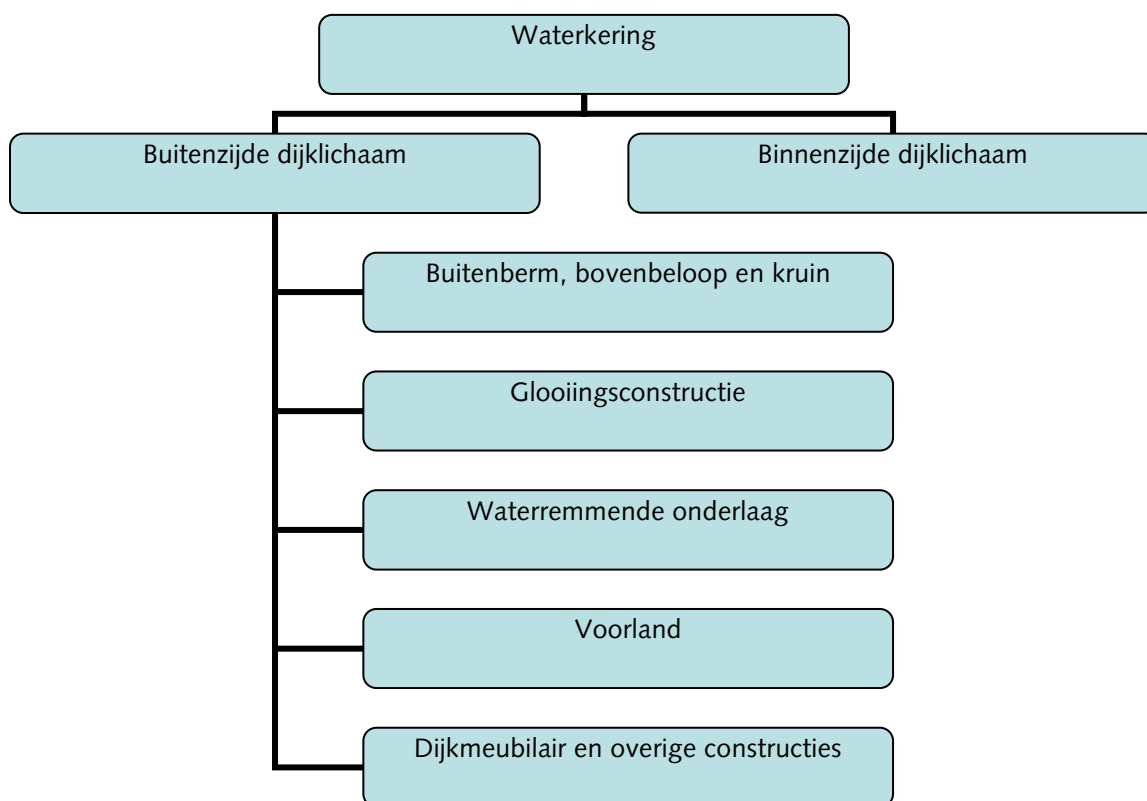 Waterkering
Buitenzijde dijklichaam
Binnenzijde dijklichaam
Buitenberm, bovenbeloop en kruin
Glooiingsconstructie
Waterremmende onderlaag
Voorland
Dijkmeubilair en overige constructies